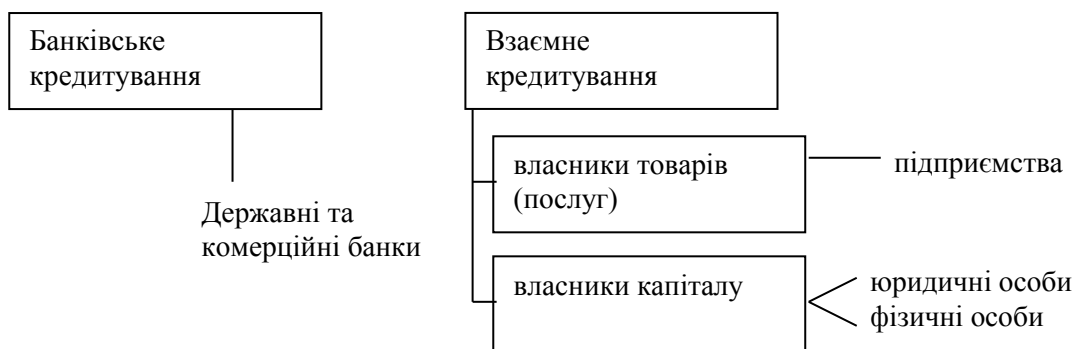 Банківське
кредитування
Взаємне
кредитування
власники товарів
(послуг)
підприємства
Державні та
комерційні банки
власники капіталу
юридичні особи
фізичні особи